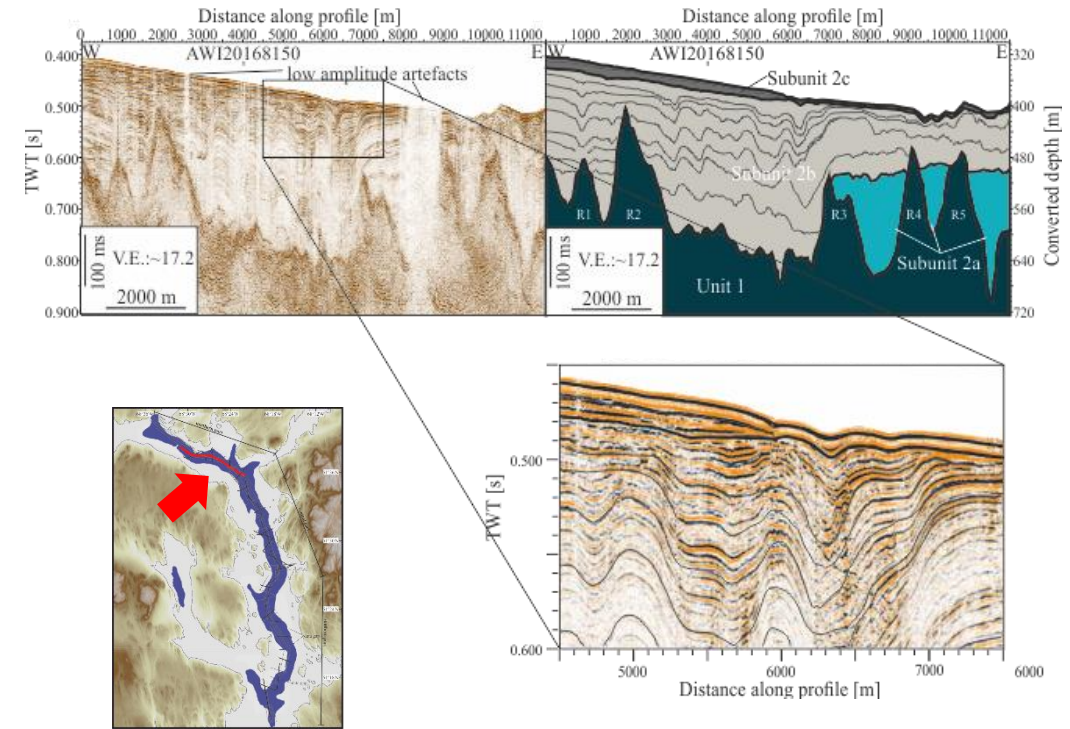 Distance along profile [m]
0 1000 2000 3000 4000 5000 6000 7000 8000 9000 10000 11000
W AWI20168150 E
low amplitude artefacts
TWT [s]
0.400
0.500
0.600
0.700
0.800
0.900
100 ms
V.E.:~17.2
2000 m
Distance along profile [m]
1000 2000 3000 4000 5000 6000 7000 8000 9000 10000 11000
W AWI20168150 E
Subunit 2c
Subunit 2b
R1 R2 R3 R4 R5
Subunit 2a
Unit 1
100 ms
V.E.:~17.2
2000 m
320
400
480
560
640
720
Converted depth [m]
TWT [s]
0.500
0.600
5000 6000 7000 6000
Distance along profile [m]